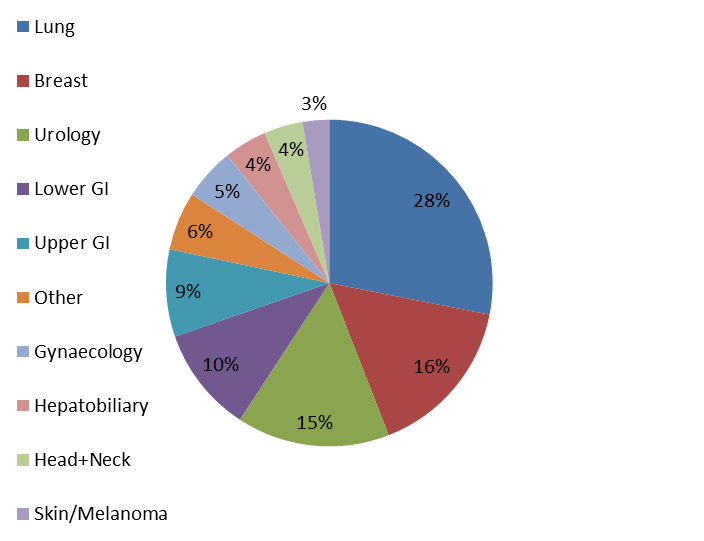 Lung
Breast
Urology
Lower GI
Upper GI
Other
Gynaecology
Hepatobiliary
Head+Neck
Skin/Melanoma
28%
16%
15%
10%
9%
6%
5%
4%
4%
3%